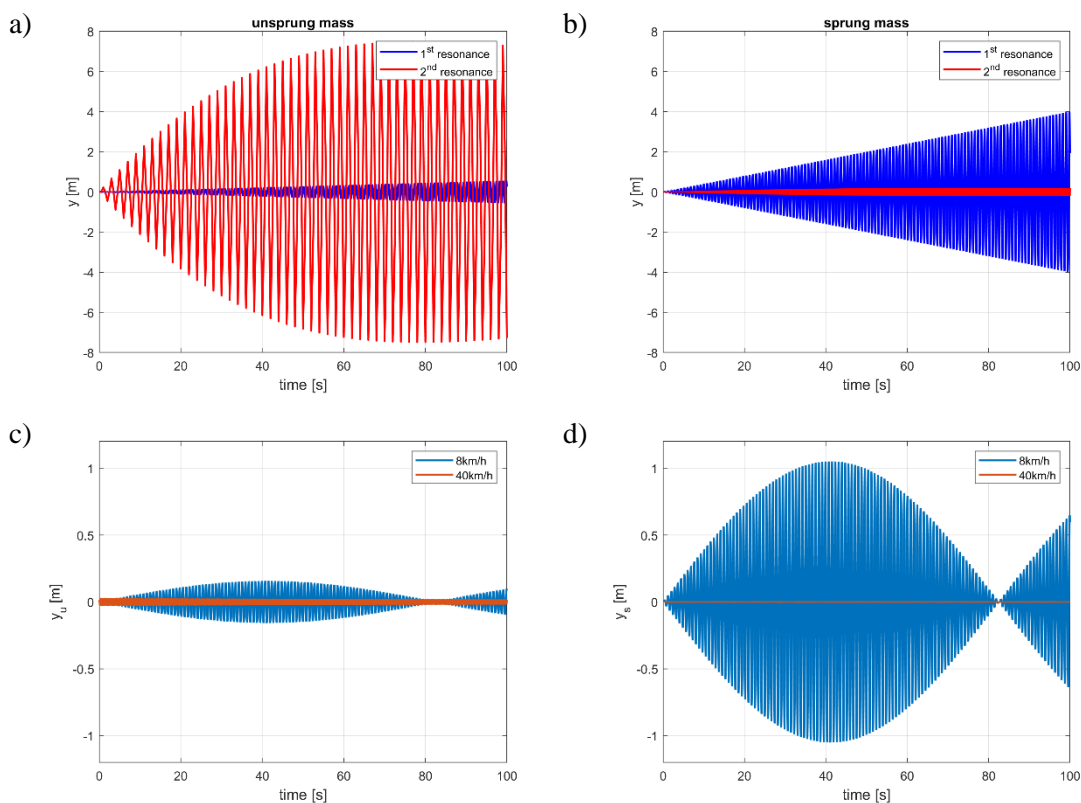 a)
unsprung mass
8
6
4
2
0
-2
-4
-6
-8
y [m]
1st resonance
2nd resonance
0 20 40 60 80 100
time [s]
b)
sprung mass
8
6
4
2
0
-2
-4
-6
-8
y [m]
1st resonance
2nd resonance
0 20 40 60 80 100
time [s]
c)
1
0.5
0
-0.5
-1
yu [m]
8km/h
40km/h
0 20 40 60 80 100
time [s]
d)
1
0.5
0
-0.5
-1
ys [m]
8km/h
40km/h
0 20 40 60 80 100
time [s]